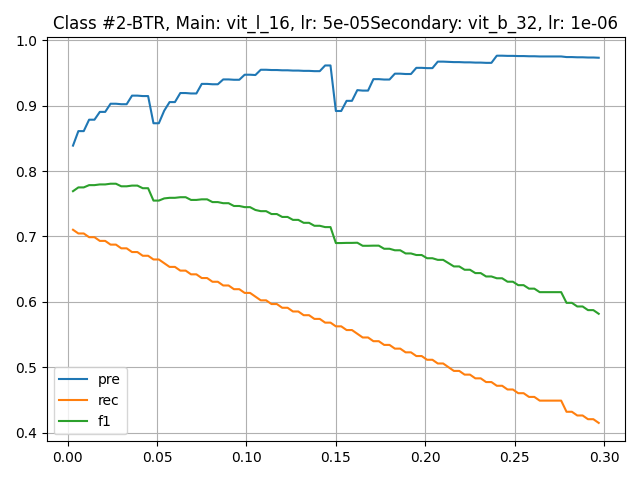 Class #2-BTR, Main: vit_l_16, lr: 5e-05Secondary: vit_b_32, lr: 1e-06
1.0
0.9
0.8
0.7
0.6
0.5
0.4
pre
rec
f1
0.00 0.05 0.10 0.15 0.20 0.25 0.30